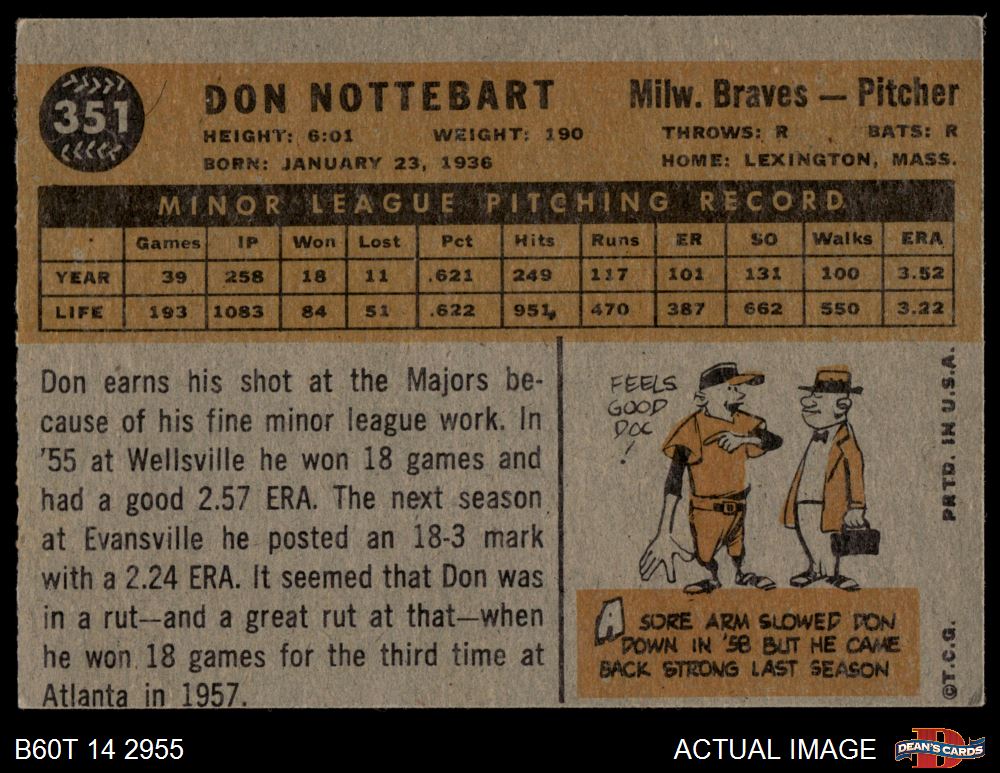 351
DON NOTTEBART
Milw. Braves — Pitcher
HEIGHT: 6:01 WEIGHT: 190 THROWS: R BATS: R
BORN: JANUARY 23, 1936 HOME: LEXINGTON, MASS.
MINOR LEAGUE PITCHING RECORD
Games IP Won Lost Pct Hits Runs ER SO Walks ERA
YEAR 39 258 18 11 .621 249 117 101 131 100 3.52
LIFE 193 1083 84 51 .622 951 470 387 662 550 3.22
Don earns his shot at the Majors be-
cause of his fine minor league work. In
'55 at Wellsville he won 18 games and
had a good 2.57 ERA. The next season
at Evansville he posted an 18-3 mark
with a 2.24 ERA. It seemed that Don was
in a rut—and a great rut at that—when
he won 18 games for the third time at
Atlanta in 1957.
FEELS
GOOD
DOC
!
A SORE ARM SLOWED DON
DOWN IN '58 BUT HE CAME
BACK STRONG LAST SEASON
©T.C.G. PRTD. IN U.S.A.
B60T 14 2955
ACTUAL IMAGE
D
DEAN'S CARDS